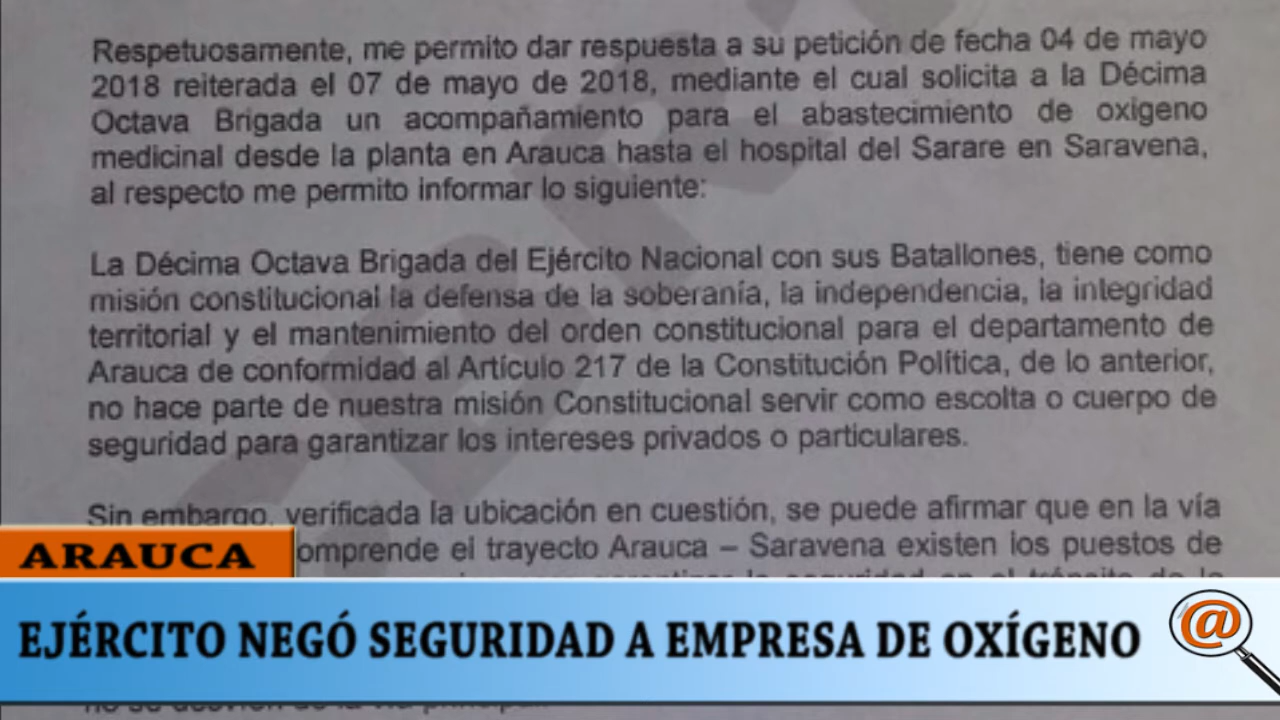 Respetuosamente, me permito dar respuesta a su petición de fecha 04 de mayo
2018 reiterada el 07 de mayo de 2018, mediante el cual solicita a la Décima
Octava Brigada un acompañamiento para el abastecimiento de oxigeno
medicinal desde la planta en Arauca hasta el hospital del Sarare en Saravena,
al respecto me permito informar lo siguiente:
La Décima Octava Brigada del Ejército Nacional con sus Batallones, tiene como
misión constitucional la defensa de la soberanía, la independencia, la integridad
territorial y el mantenimiento del orden constitucional para el departamento de
Arauca de conformidad al Artículo 217 de la Constitución Política, de lo anterior,
no hace parte de nuestra misión Constitucional servir como escolta o cuerpo de
seguridad para garantizar los intereses privados o particulares.
Sin embargo, verificada la ubicación en cuestión, se puede afirmar que en la vía
omprende el trayecto Arauca – Saravena existen los puestos de
ARAUCA
EJÉRCITO NEGÓ SEGURIDAD A EMPRESA DE OXÍGENO
@